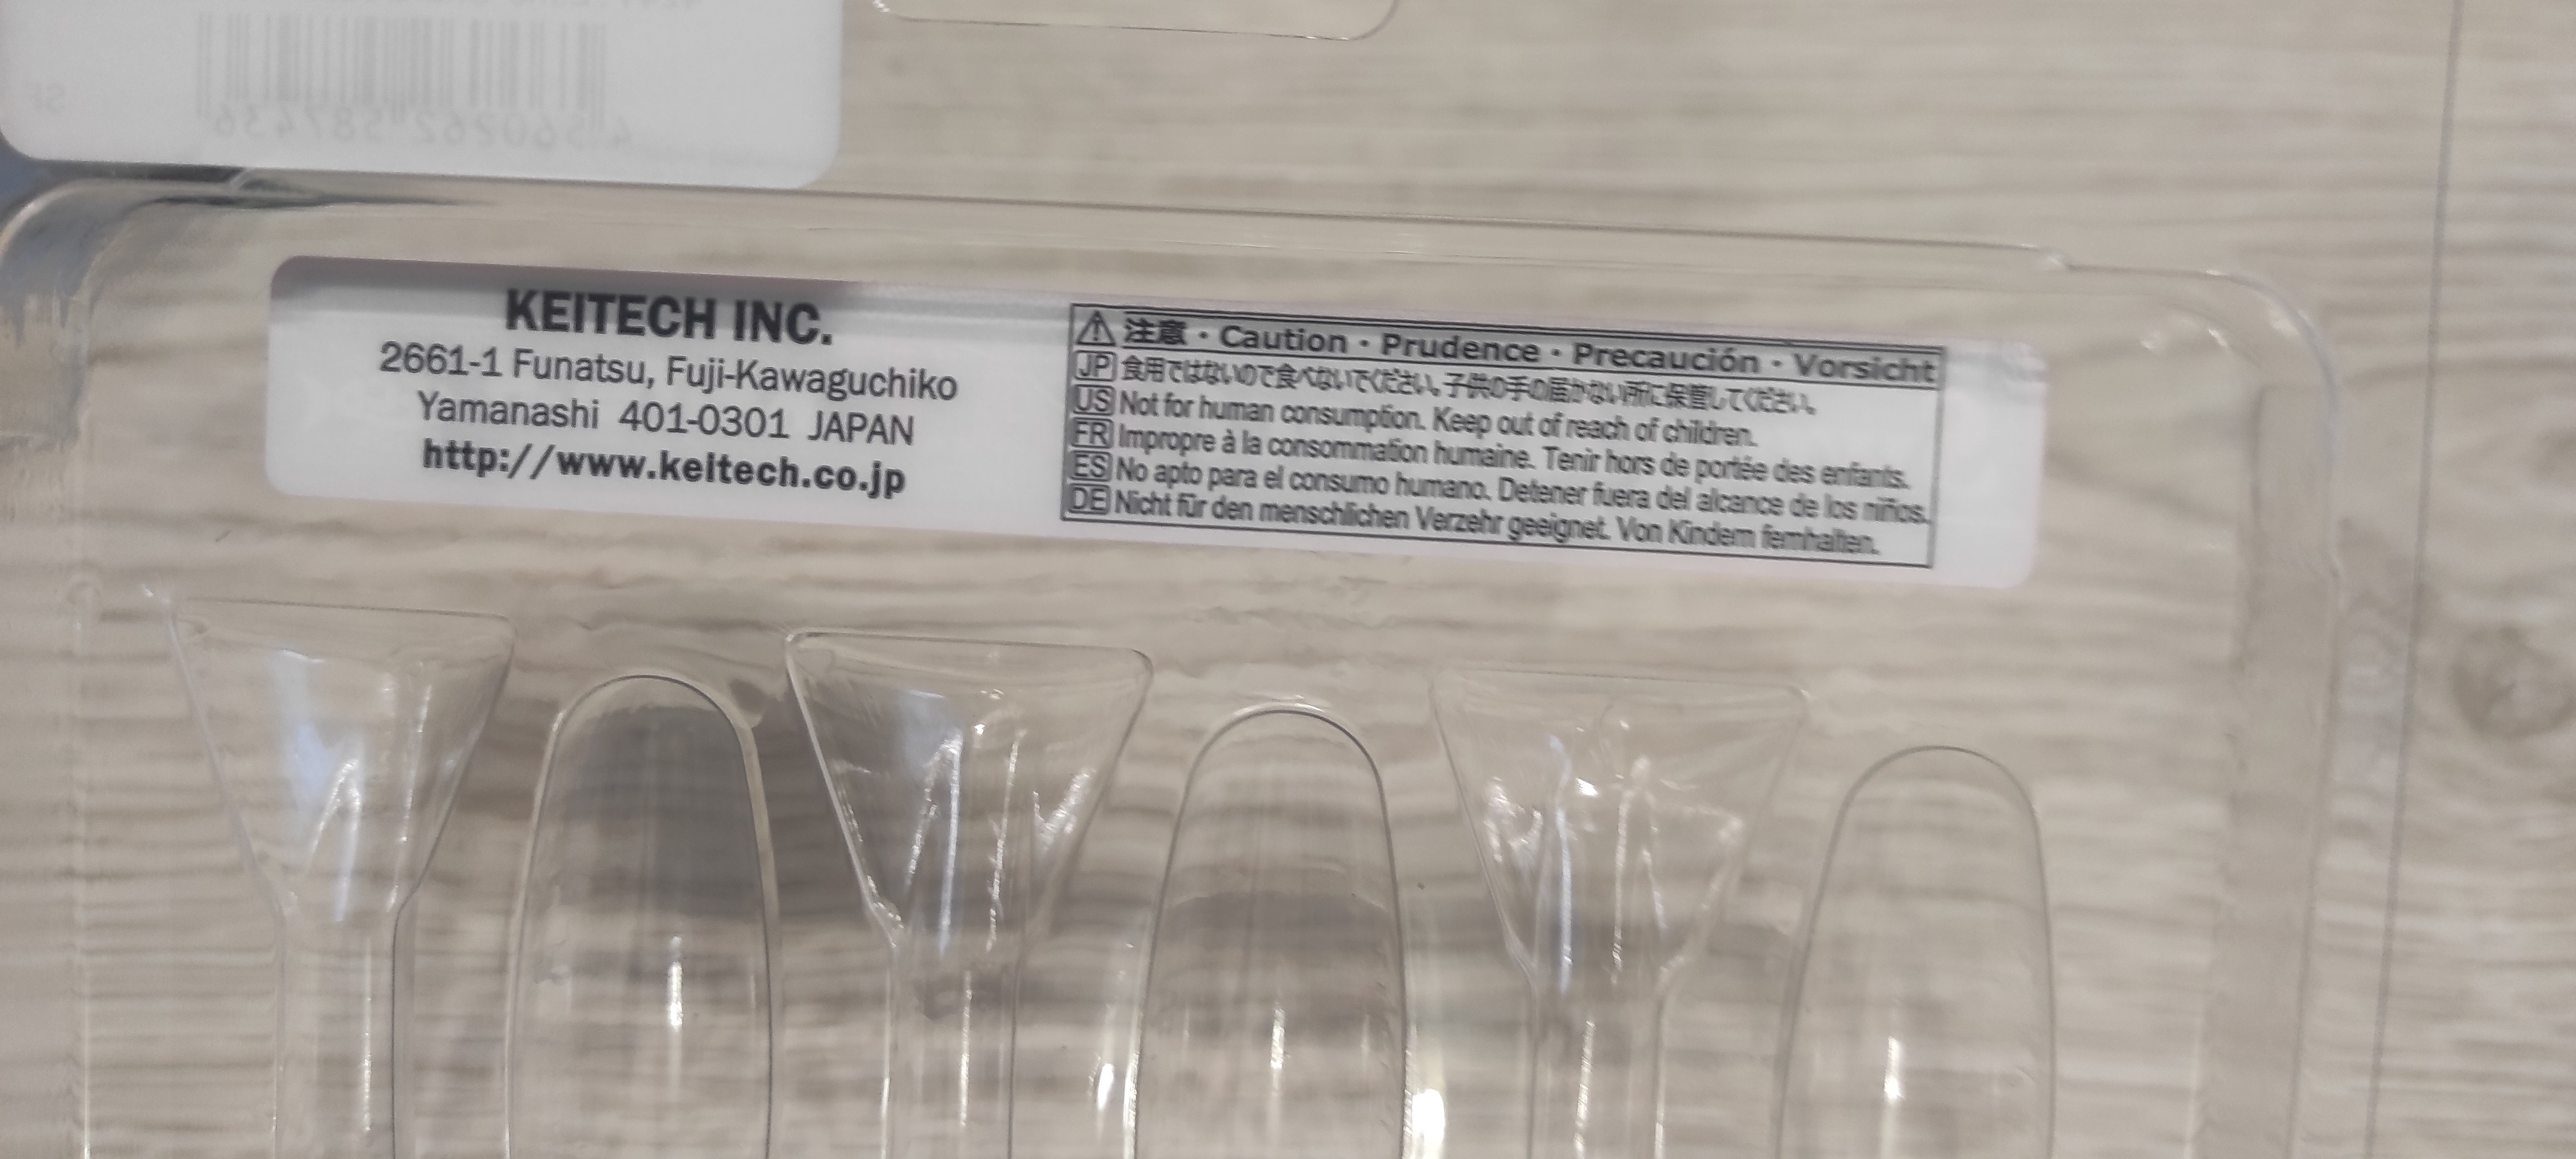 4560262 587436
KEITECH INC.
2661-1 Funatsu, Fuji-Kawaguchiko
Yamanashi 401-0301 JAPAN
http://www.keitech.co.jp
注意・Caution・Prudence・Precaución・Vorsicht
JP 食用ではないので食べないでください。子供の手の届かない所に保管してください。
US Not for human consumption. Keep out of reach of children.
FR Impropre à la consommation humaine. Tenir hors de portée des enfants.
ES No apto para el consumo humano. Detener fuera del alcance de los niños.
DE Nicht für den menschlichen Verzehr geeignet. Von Kindern fernhalten.